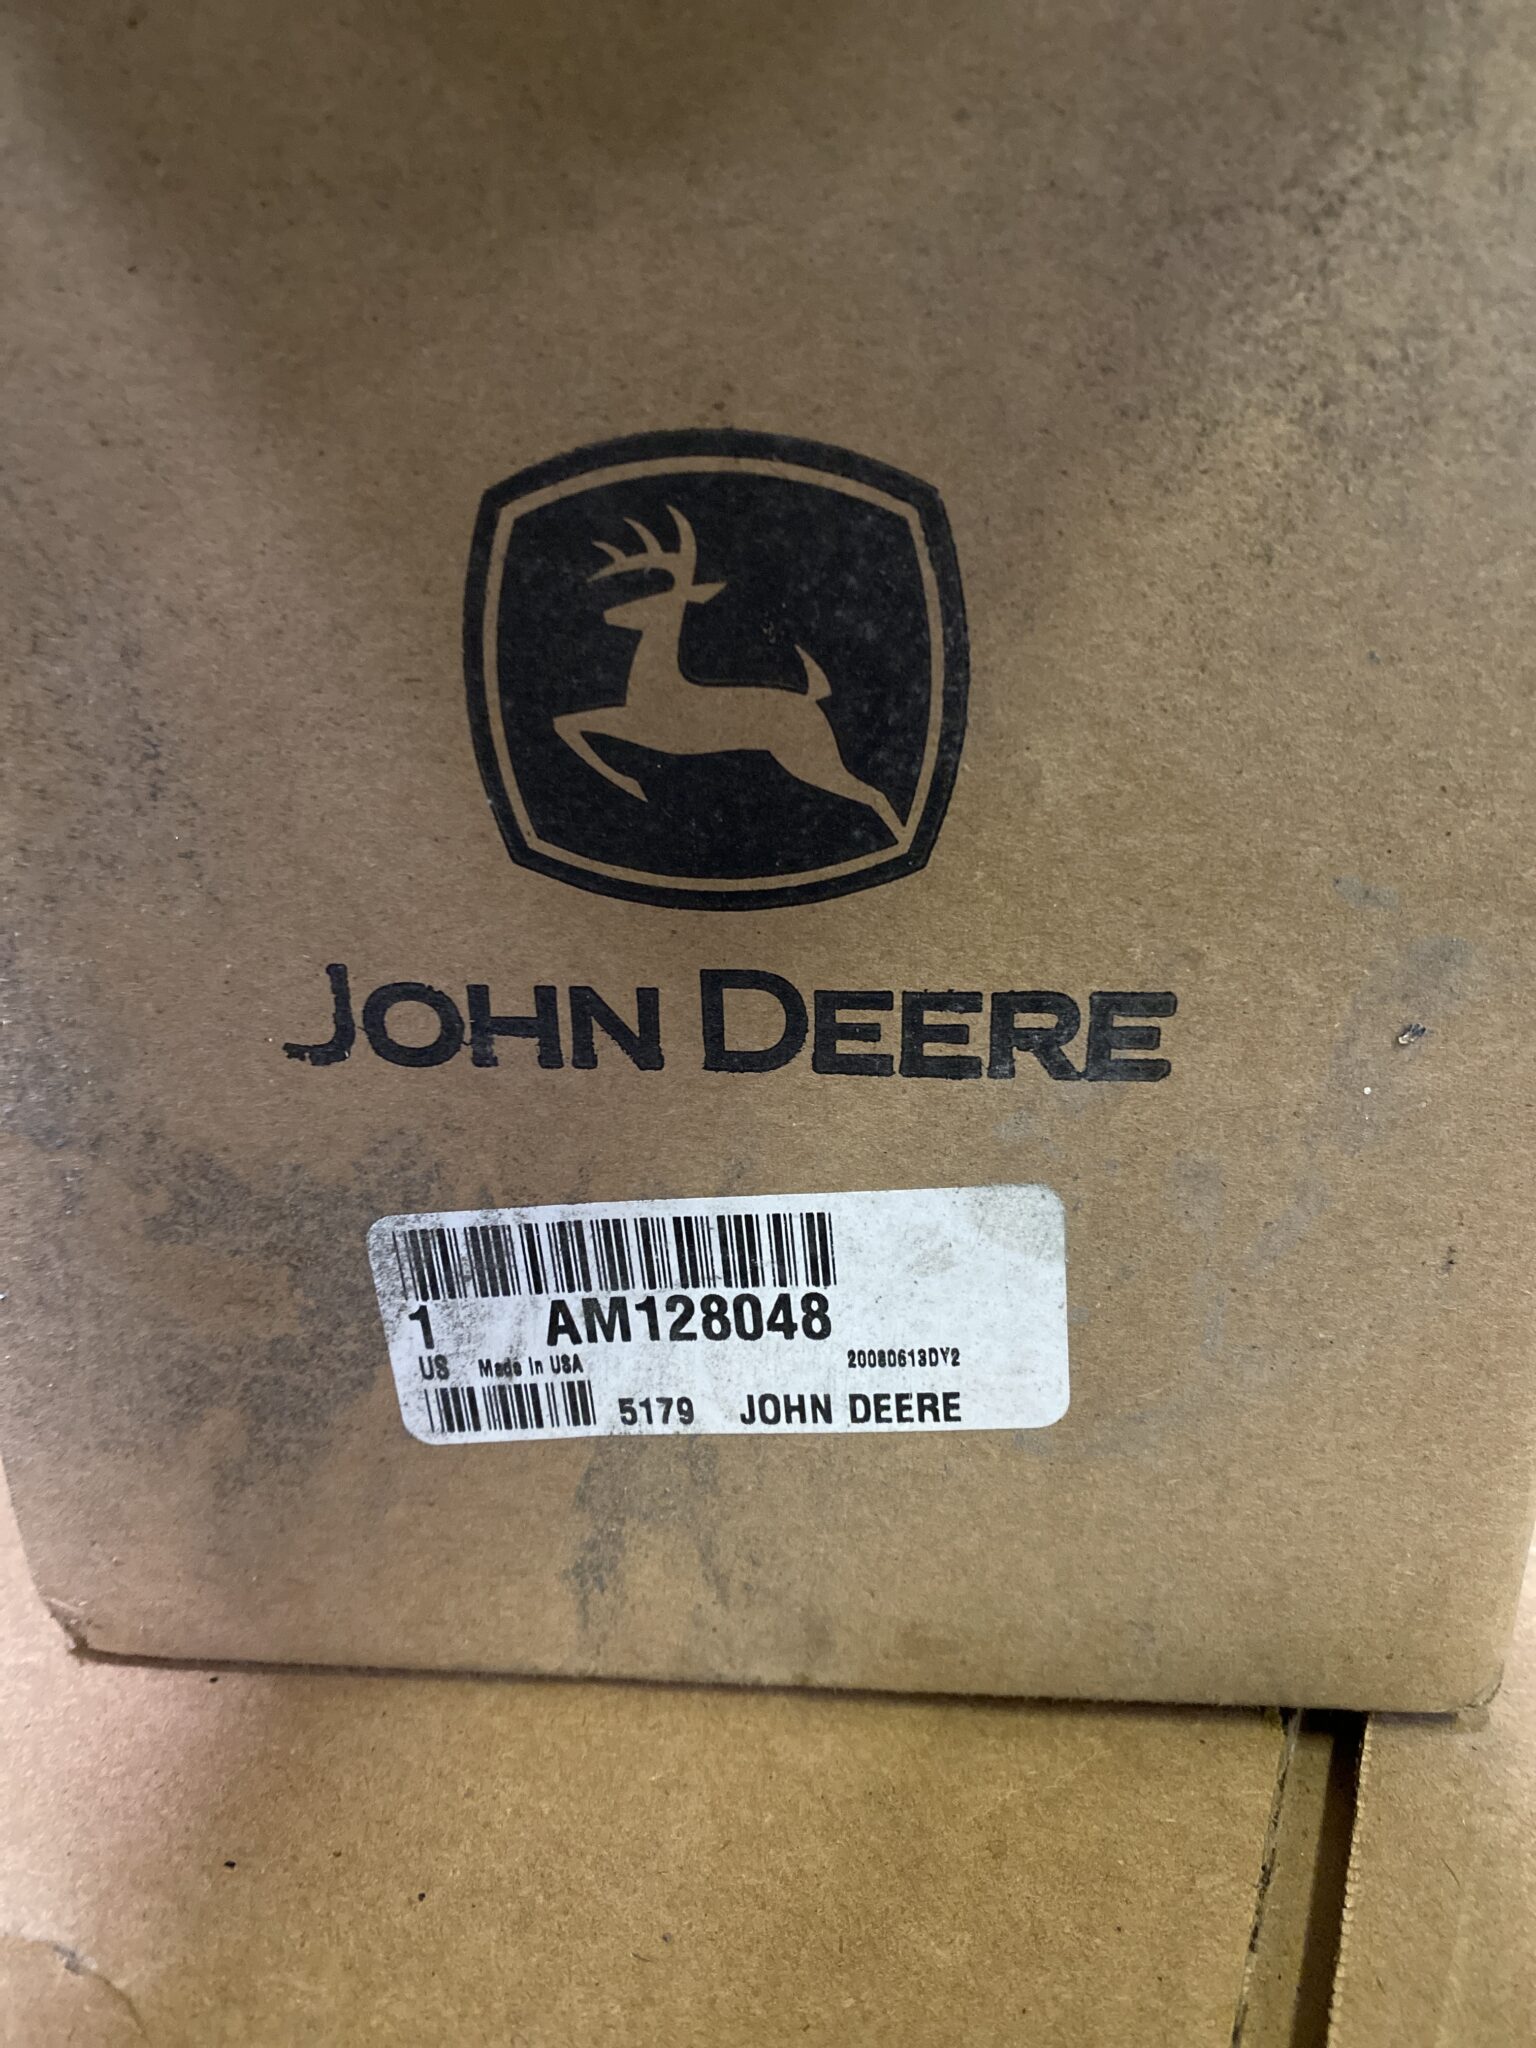 JOHN DEERE
1 AM128048
US Made In USA 20080613DY2
5179 JOHN DEERE